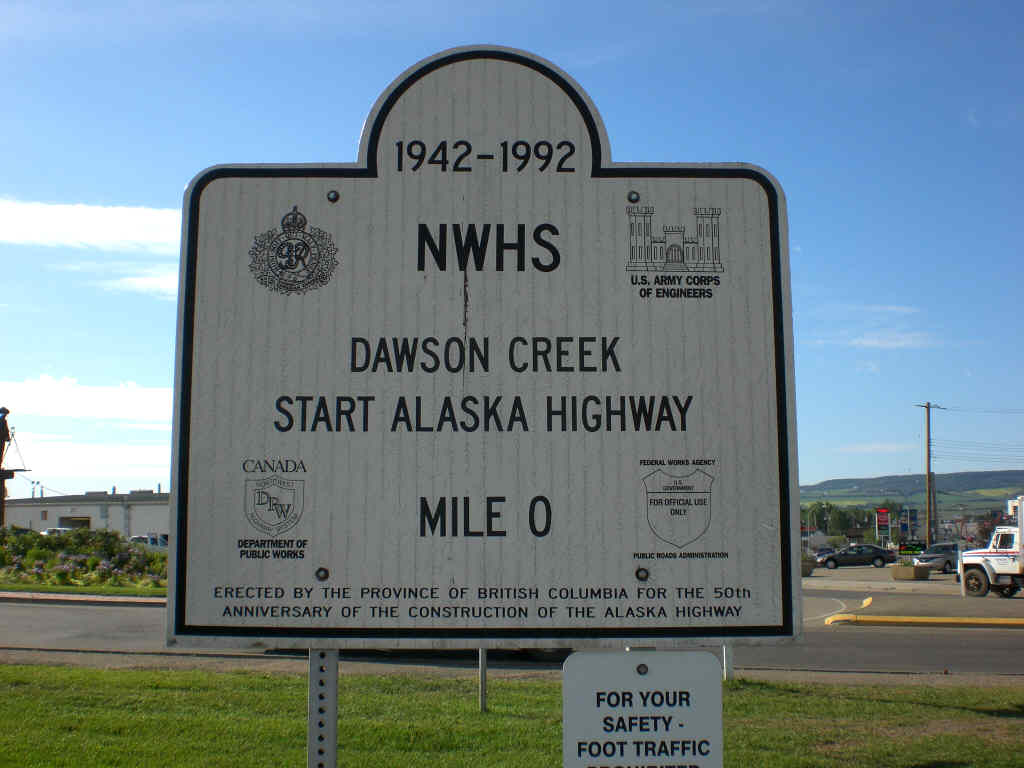 1942-1992
NWHS
U.S. ARMY CORPS
OF ENGINEERS
DAWSON CREEK
START ALASKA HIGHWAY
CANADA
DPW
DEPARTMENT OF
PUBLIC WORKS
MILE 0
FEDERAL WORKS AGENCY
U.S.
GOVERNMENT
FOR OFFICIAL USE
ONLY
PUBLIC ROADS ADMINISTRATION
ERECTED BY THE PROVINCE OF BRITISH COLUMBIA FOR THE 50th
ANNIVERSARY OF THE CONSTRUCTION OF THE ALASKA HIGHWAY
FOR YOUR
SAFETY -
FOOT TRAFFIC
PROHIBITED